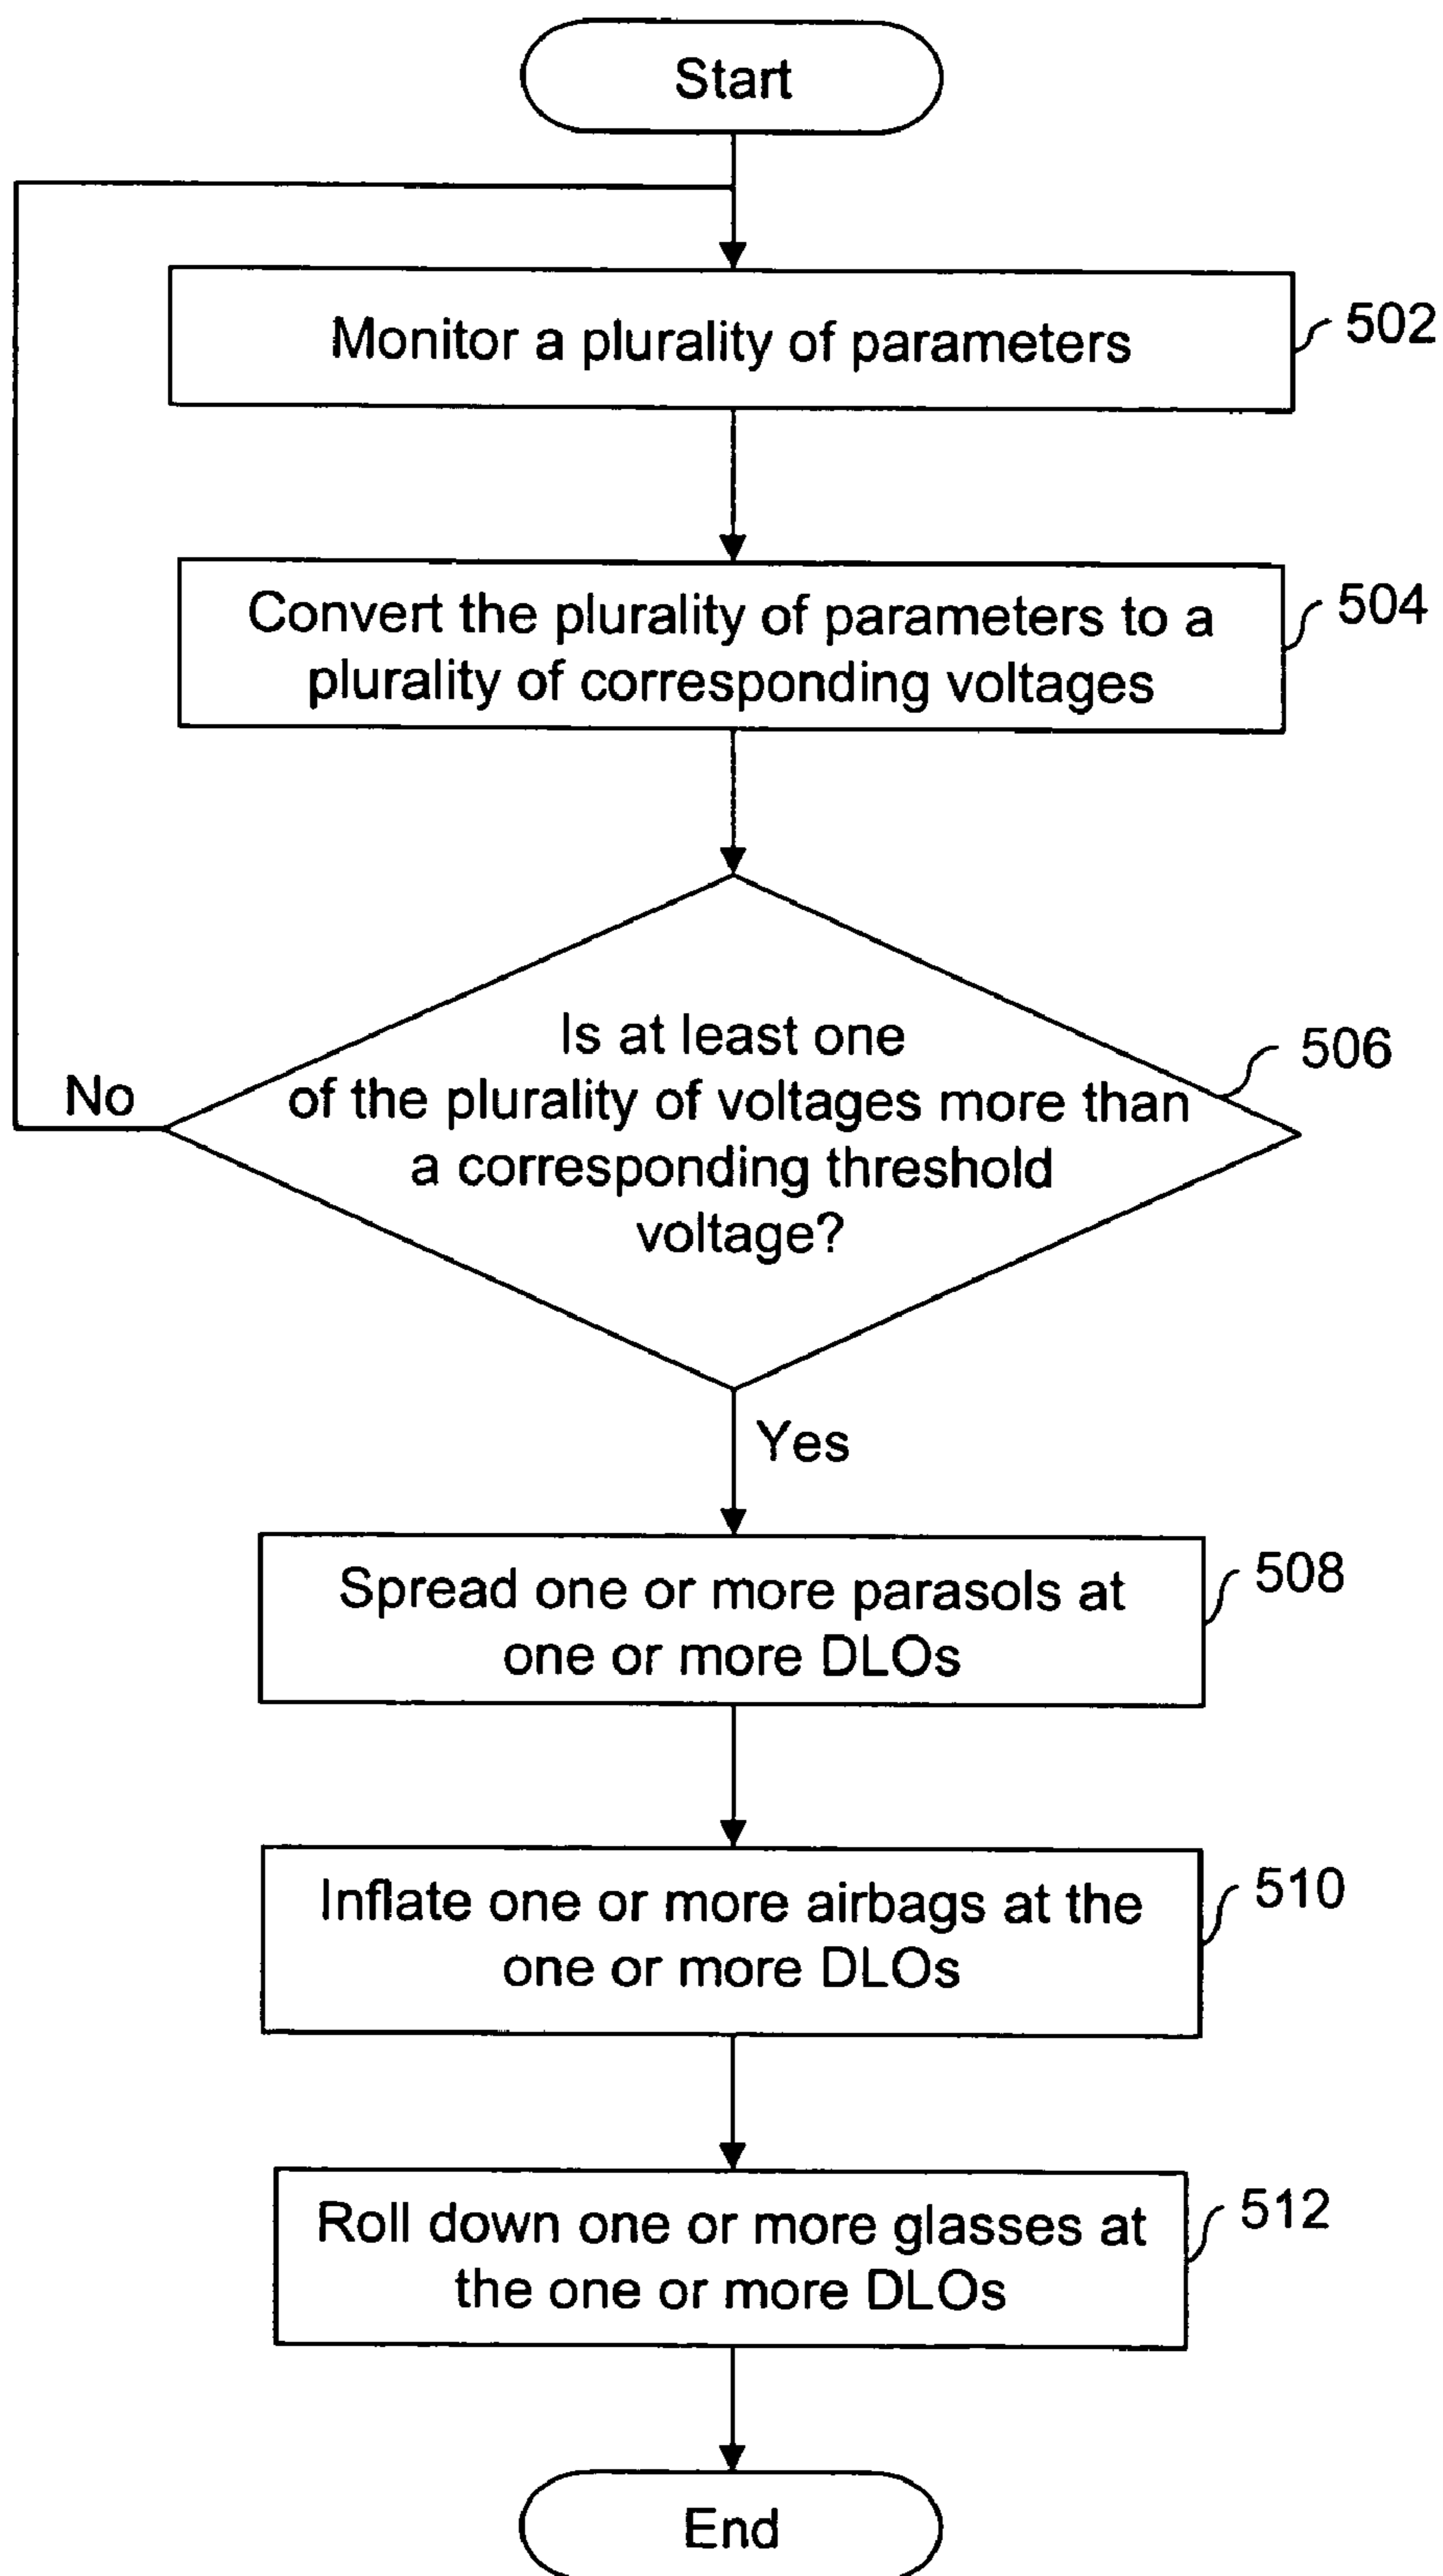 Start
Monitor a plurality of parameters
502
Convert the plurality of parameters to a
plurality of corresponding voltages
504
Is at least one
of the plurality of voltages more than
a corresponding threshold
voltage?
506
No
Yes
Spread one or more parasols at
one or more DLOs
508
Inflate one or more airbags at the
one or more DLOs
510
Roll down one or more glasses at
the one or more DLOs
512
End